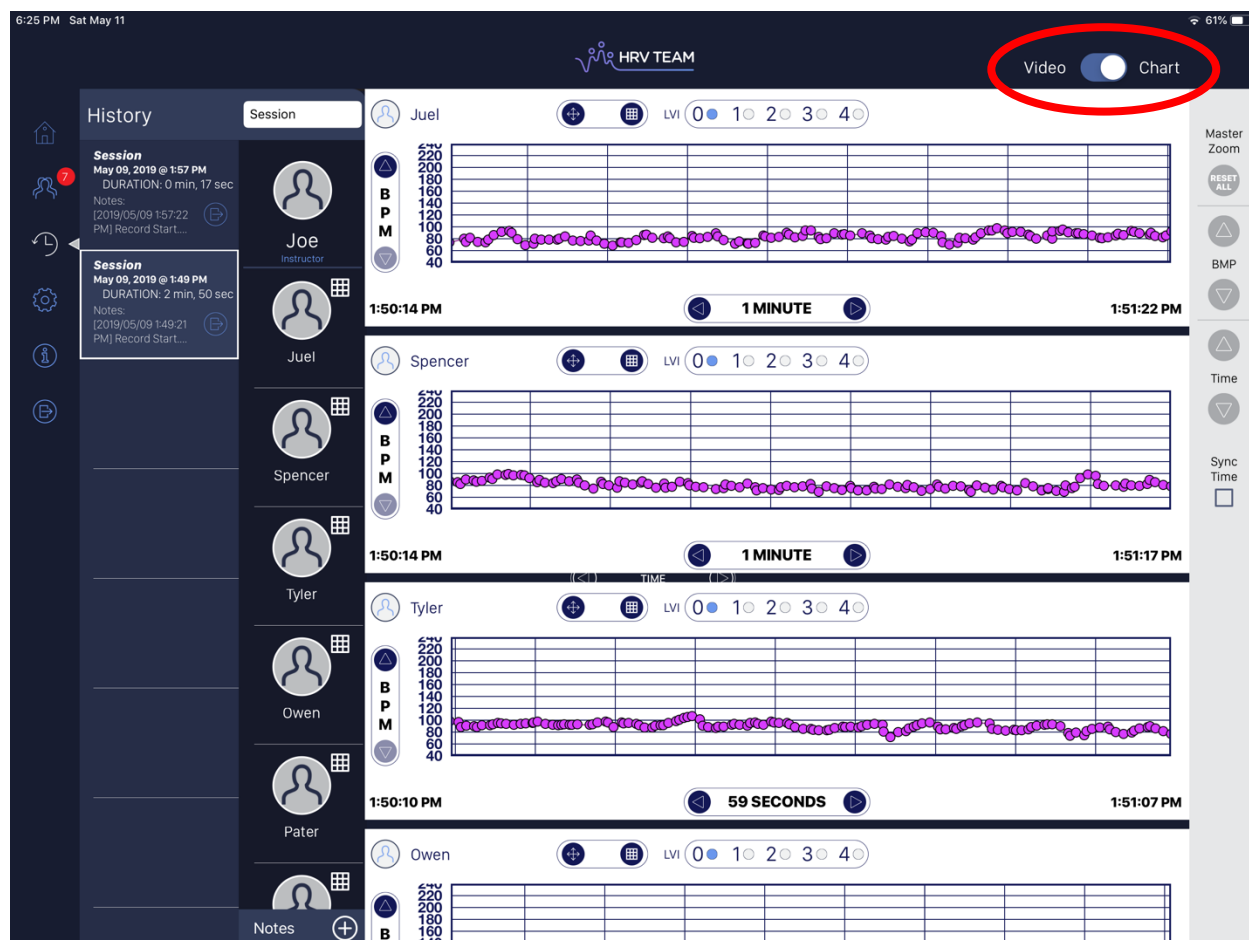 6:25 PM Sat May 11
61%
HRV TEAM
Video Chart
History
Session
Session
May 09, 2019 @ 1:57 PM
DURATION: 0 min, 17 sec
Notes:
[2019/05/09 1:57:22
PM] Record Start....
7
Session
May 09, 2019 @ 1:49 PM
DURATION: 2 min, 50 sec
Notes:
[2019/05/09 1:49:21
PM] Record Start....
Joe
Instructor
Juel
Spencer
Tyler
Owen
Pater
Notes
Juel
LVI 0 1 2 3 4
240
220
200
180
160
140
120
100
80
60
40
B
P
M
1:50:14 PM
1 MINUTE
1:51:22 PM
Spencer
LVI 0 1 2 3 4
240
220
200
180
160
140
120
100
80
60
40
B
P
M
1:50:14 PM
1 MINUTE
1:51:17 PM
TIME
Tyler
LVI 0 1 2 3 4
240
220
200
180
160
140
120
100
80
60
40
B
P
M
1:50:10 PM
59 SECONDS
1:51:07 PM
Owen
LVI 0 1 2 3 4
240
220
200
180
160
140
B
Master
Zoom
RESET
ALL
BMP
Time
Sync
Time